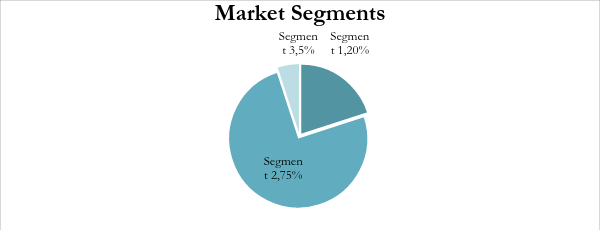 Market Segments
Segmen
t 3,5%
Segmen
t 1,20%
Segmen
t 2,75%